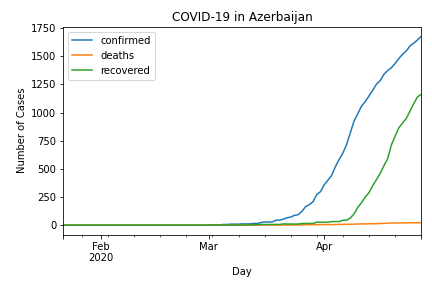 COVID-19 in Azerbaijan
1750
1500
1250
1000
750
500
250
0
Number of Cases
confirmed
deaths
recovered
Feb
2020
Mar
Apr
Day